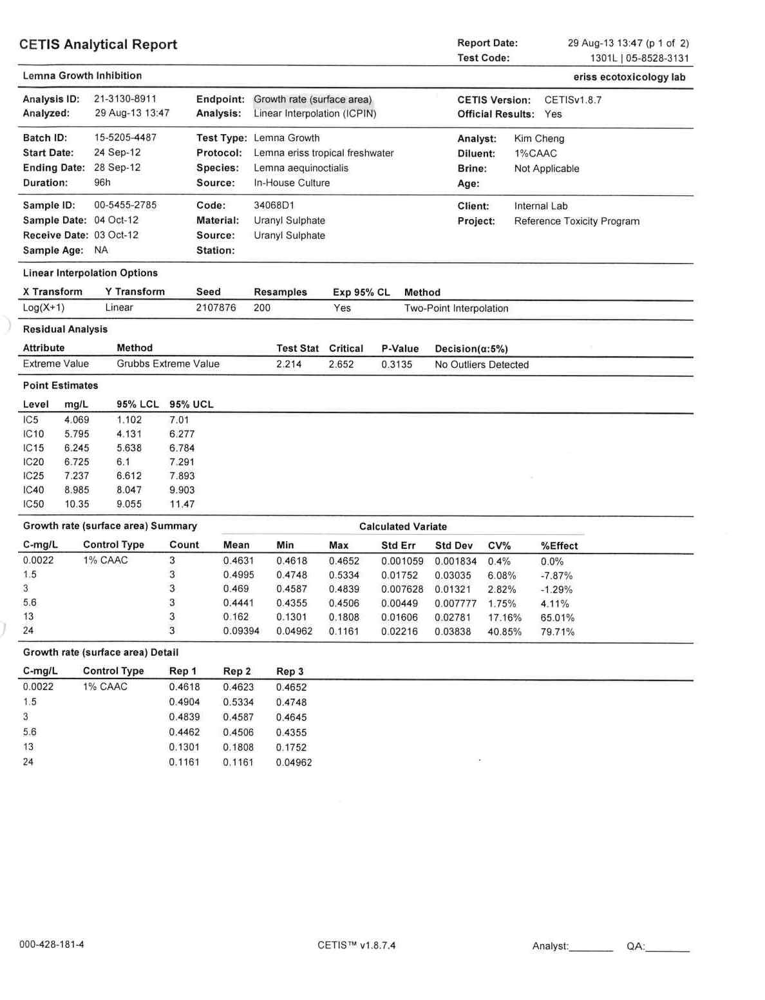 CETIS Analytical Report
Report Date: 29 Aug-13 13:47 (p 1 of 2)
Test Code: 1301L | 05-8528-3131
Lemna Growth Inhibition eriss ecotoxicology lab
Analysis ID: 21-3130-8911 Endpoint: Growth rate (surface area) CETIS Version: CETISv1.8.7
Analyzed: 29 Aug-13 13:47 Analysis: Linear Interpolation (ICPIN) Official Results: Yes
Batch ID: 15-5205-4487 Test Type: Lemna Growth Analyst: Kim Cheng
Start Date: 24 Sep-12 Protocol: Lemna eriss tropical freshwater Diluent: 1%CAAC
Ending Date: 28 Sep-12 Species: Lemna aequinoctialis Brine: Not Applicable
Duration: 96h Source: In-House Culture Age:
Sample ID: 00-5455-2785 Code: 34068D1 Client: Internal Lab
Sample Date: 04 Oct-12 Material: Uranyl Sulphate Project: Reference Toxicity Program
Receive Date: 03 Oct-12 Source: Uranyl Sulphate
Sample Age: NA Station:
Linear Interpolation Options
X Transform Y Transform Seed Resamples Exp 95% CL Method
Log(X+1) Linear 2107876 200 Yes Two-Point Interpolation
Residual Analysis
Attribute Method Test Stat Critical P-Value Decision(α:5%)
Extreme Value Grubbs Extreme Value 2.214 2.652 0.3135 No Outliers Detected
Point Estimates
Level mg/L 95% LCL 95% UCL
IC5 4.069 1.102 7.01
IC10 5.795 4.131 6.277
IC15 6.245 5.638 6.784
IC20 6.725 6.1 7.291
IC25 7.237 6.612 7.893
IC40 8.985 8.047 9.903
IC50 10.35 9.055 11.47
Growth rate (surface area) Summary Calculated Variate
C-mg/L Control Type Count Mean Min Max Std Err Std Dev CV% %Effect
0.0022 1% CAAC 3 0.4631 0.4618 0.4652 0.001059 0.001834 0.4% 0.0%
1.5 3 0.4995 0.4748 0.5334 0.01752 0.03035 6.08% -7.87%
3 3 0.469 0.4587 0.4839 0.007628 0.01321 2.82% -1.29%
5.6 3 0.4441 0.4355 0.4506 0.00449 0.007777 1.75% 4.11%
13 3 0.162 0.1301 0.1808 0.01606 0.02781 17.16% 65.01%
24 3 0.09394 0.04962 0.1161 0.02216 0.03838 40.85% 79.71%
Growth rate (surface area) Detail
C-mg/L Control Type Rep 1 Rep 2 Rep 3
0.0022 1% CAAC 0.4618 0.4623 0.4652
1.5 0.4904 0.5334 0.4748
3 0.4839 0.4587 0.4645
5.6 0.4462 0.4506 0.4355
13 0.1301 0.1808 0.1752
24 0.1161 0.1161 0.04962
000-428-181-4 CETIS™ v1.8.7.4 Analyst:_______ QA:_______